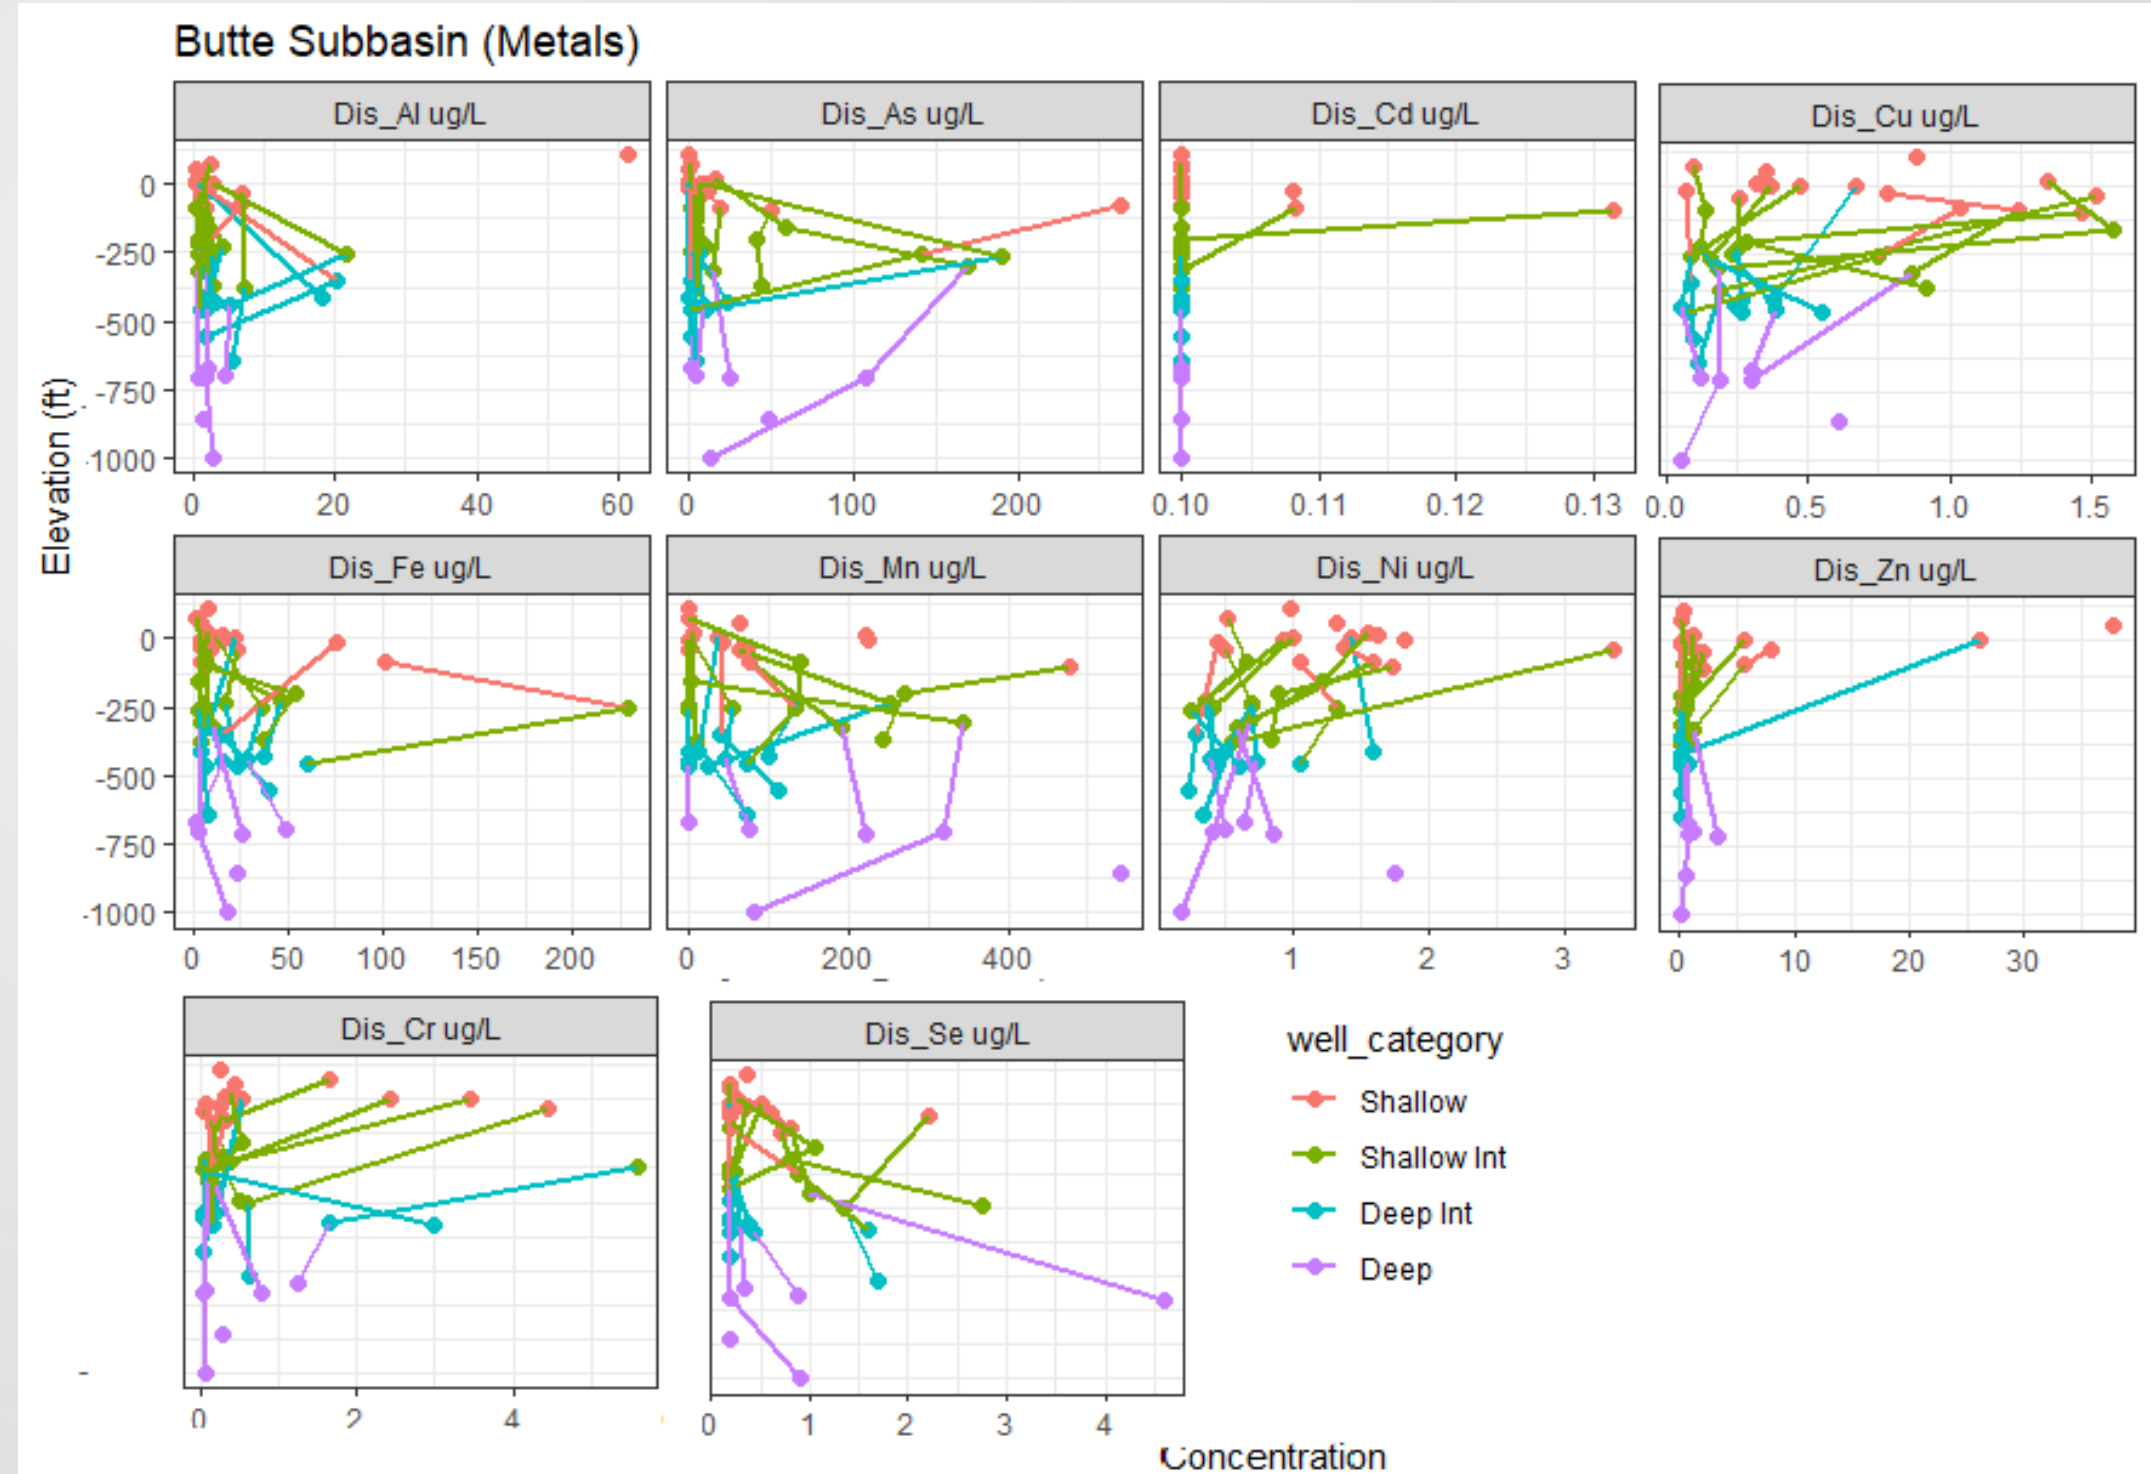 Butte Subbasin (Metals)
Dis_Al ug/L Dis_As ug/L Dis_Cd ug/L Dis_Cu ug/L
0
-250
-500
-750
-1000
0 20 40 60 0 100 200 0.10 0.11 0.12 0.13 0.0 0.5 1.0 1.5
Elevation (ft)
Dis_Fe ug/L Dis_Mn ug/L Dis_Ni ug/L Dis_Zn ug/L
0
-250
-500
-750
-1000
0 50 100 150 200 0 200 400 1 2 3 0 10 20 30
Dis_Cr ug/L Dis_Se ug/L
0 2 4 0 1 2 3 4
well_category
Shallow
Shallow Int
Deep Int
Deep
Concentration